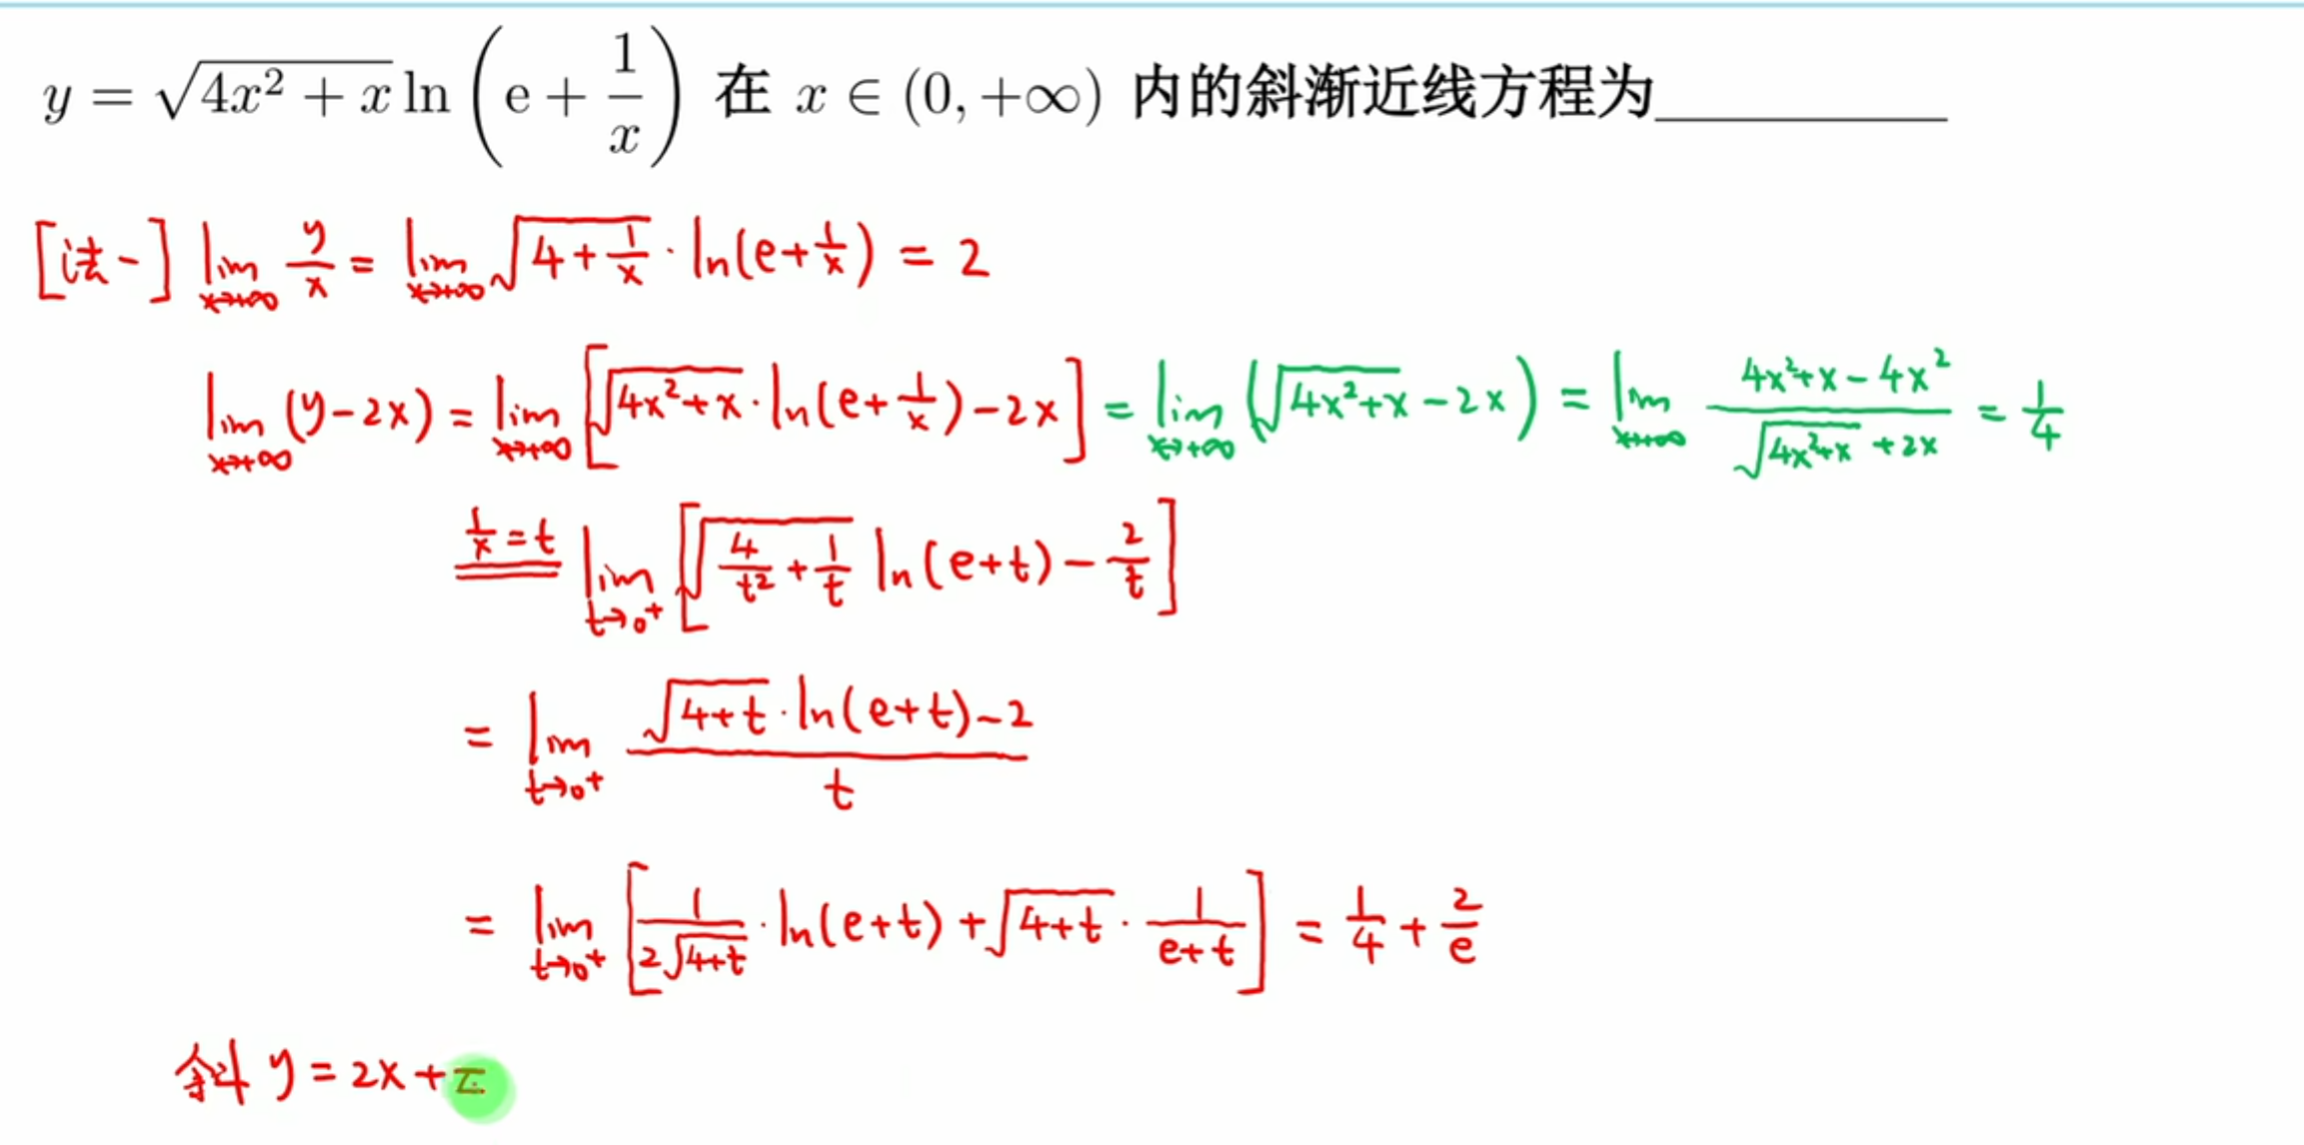 y = √(4x² + x) ln(e + 1/x) 在 x ∈ (0, +∞) 内的斜渐近线方程为__________
[法一] lim_{x→+∞} y/x = lim_{x→+∞} √(4 + 1/x) · ln(e + 1/x) = 2
lim_{x→+∞} (y − 2x) = lim_{x→+∞} [√(4x² + x) · ln(e + 1/x) − 2x] = lim_{x→+∞} (√(4x² + x) − 2x) = lim_{x→+∞} (4x² + x − 4x²)/(√(4x² + x) + 2x) = 1/4
1/x = t ═ lim_{t→0⁺} [√(4/t² + 1/t) ln(e + t) − 2/t]
= lim_{t→0⁺} (√(4 + t) · ln(e + t) − 2)/t
= lim_{t→0⁺} [1/(2√(4 + t)) · ln(e + t) + √(4 + t) · 1/(e + t)] = 1/4 + 2/e
斜 y = 2x +